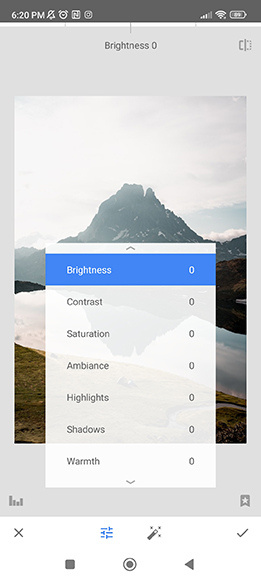 6:20 PM
Brightness 0
Brightness 0
Contrast 0
Saturation 0
Ambiance 0
Highlights 0
Shadows 0
Warmth 0